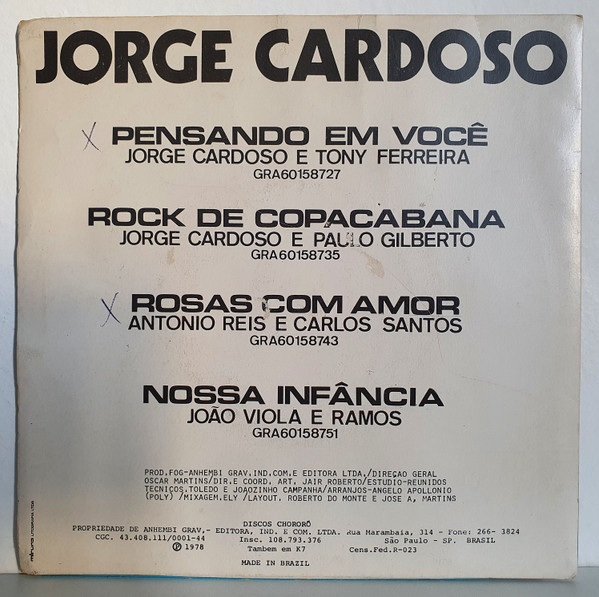 JORGE CARDOSO
X PENSANDO EM VOCÊ
JORGE CARDOSO E TONY FERREIRA
GRA60158727
ROCK DE COPACABANA
JORGE CARDOSO E PAULO GILBERTO
GRA60158735
X ROSAS COM AMOR
ANTONIO REIS E CARLOS SANTOS
GRA60158743
NOSSA INFÂNCIA
JOÃO VIOLA E RAMOS
GRA60158751
PROD.FOG-ANHEMBI GRAV.IND.COM.E EDITORA LTDA./DIREÇAO GERAL
OSCAR MARTINS/DIR.E COORD. ART. JAIR ROBERTO/ESTUDIO-REUNIDOS
TECNICOS,TOLEDO E JOAOZINHO CAMPANHA/ARRANJOS-ANGELO APOLLONIO
(POLY) /MIXAGEM.ELY /LAYOUT. ROBERTO DO MONTE E JOSE A, MARTINS
DISCOS CHORORÔ
PROPRIEDADE DE ANHEMBI GRAV.- EDITORA, IND. E COM. LTDA. Rua Marambaia, 314 - Fone: 266- 3824
CGC. 43.408.111/0001-44 Insc. 108.793.376 São Paulo - SP. BRASIL
Ⓟ 1978 Tambem em K7 Cens.Fed.R-023
MADE IN BRAZIL